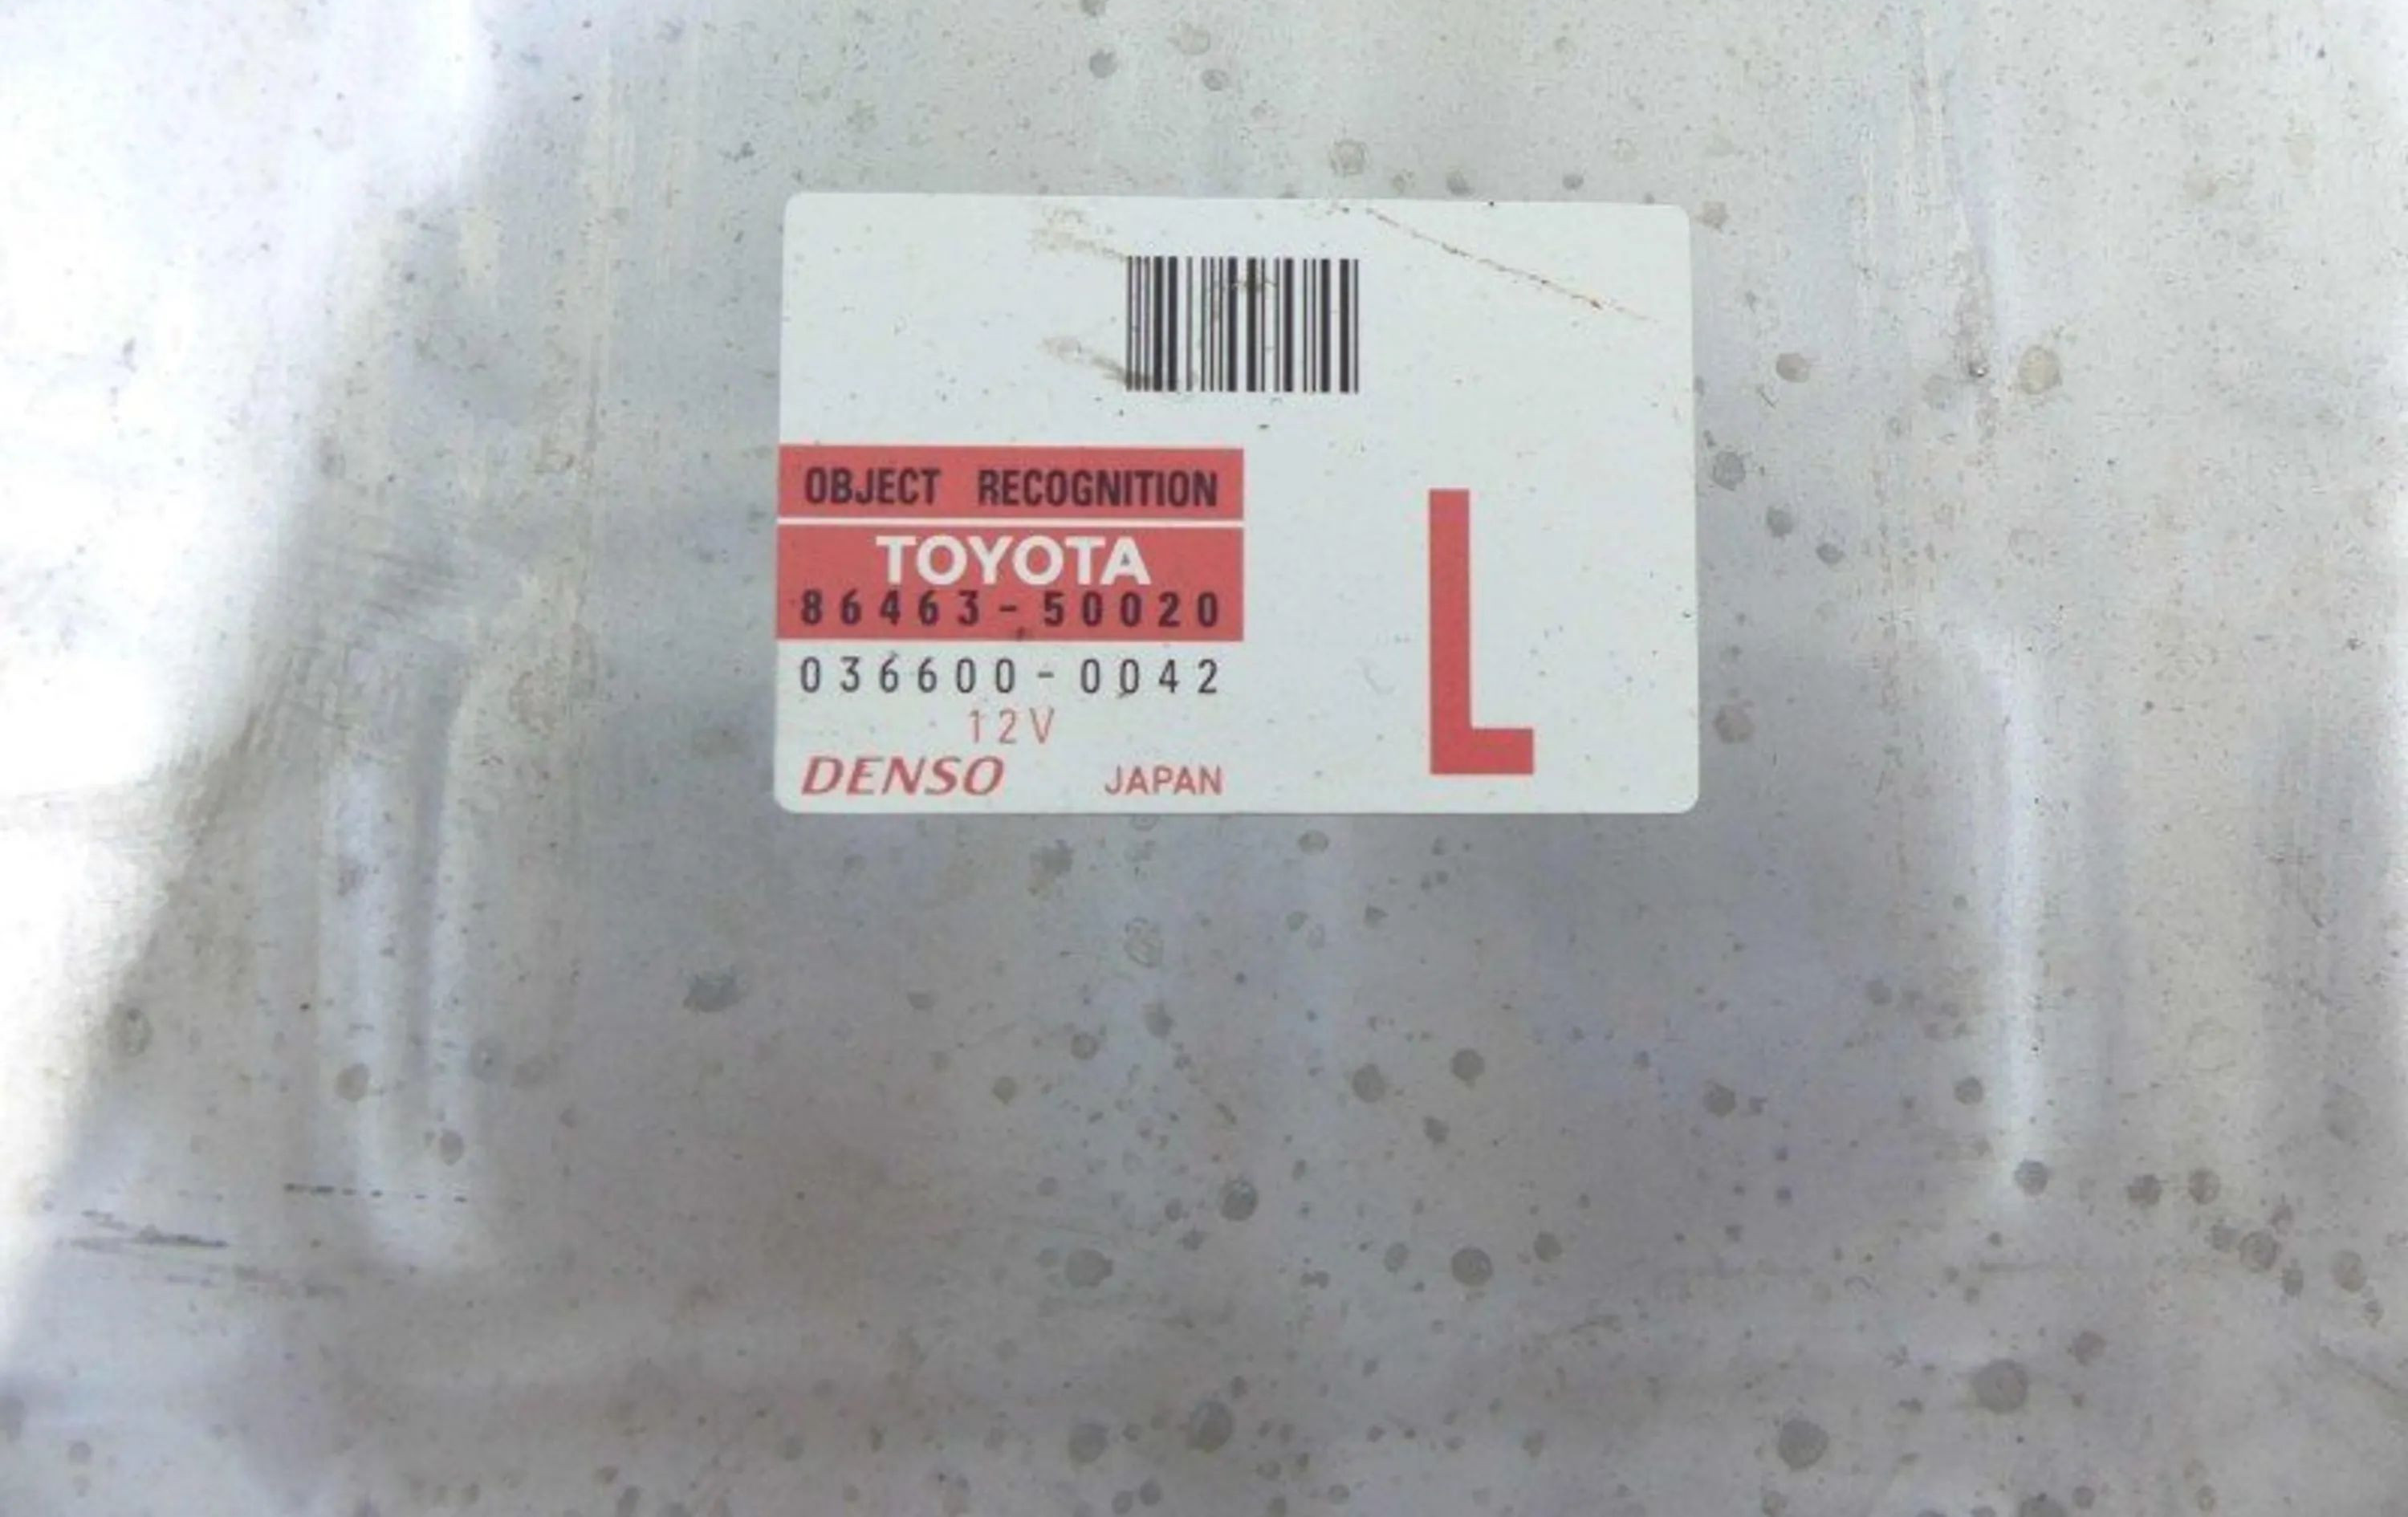 OBJECT RECOGNITION
TOYOTA
86463-50020
036600-0042
12V
DENSO JAPAN
L